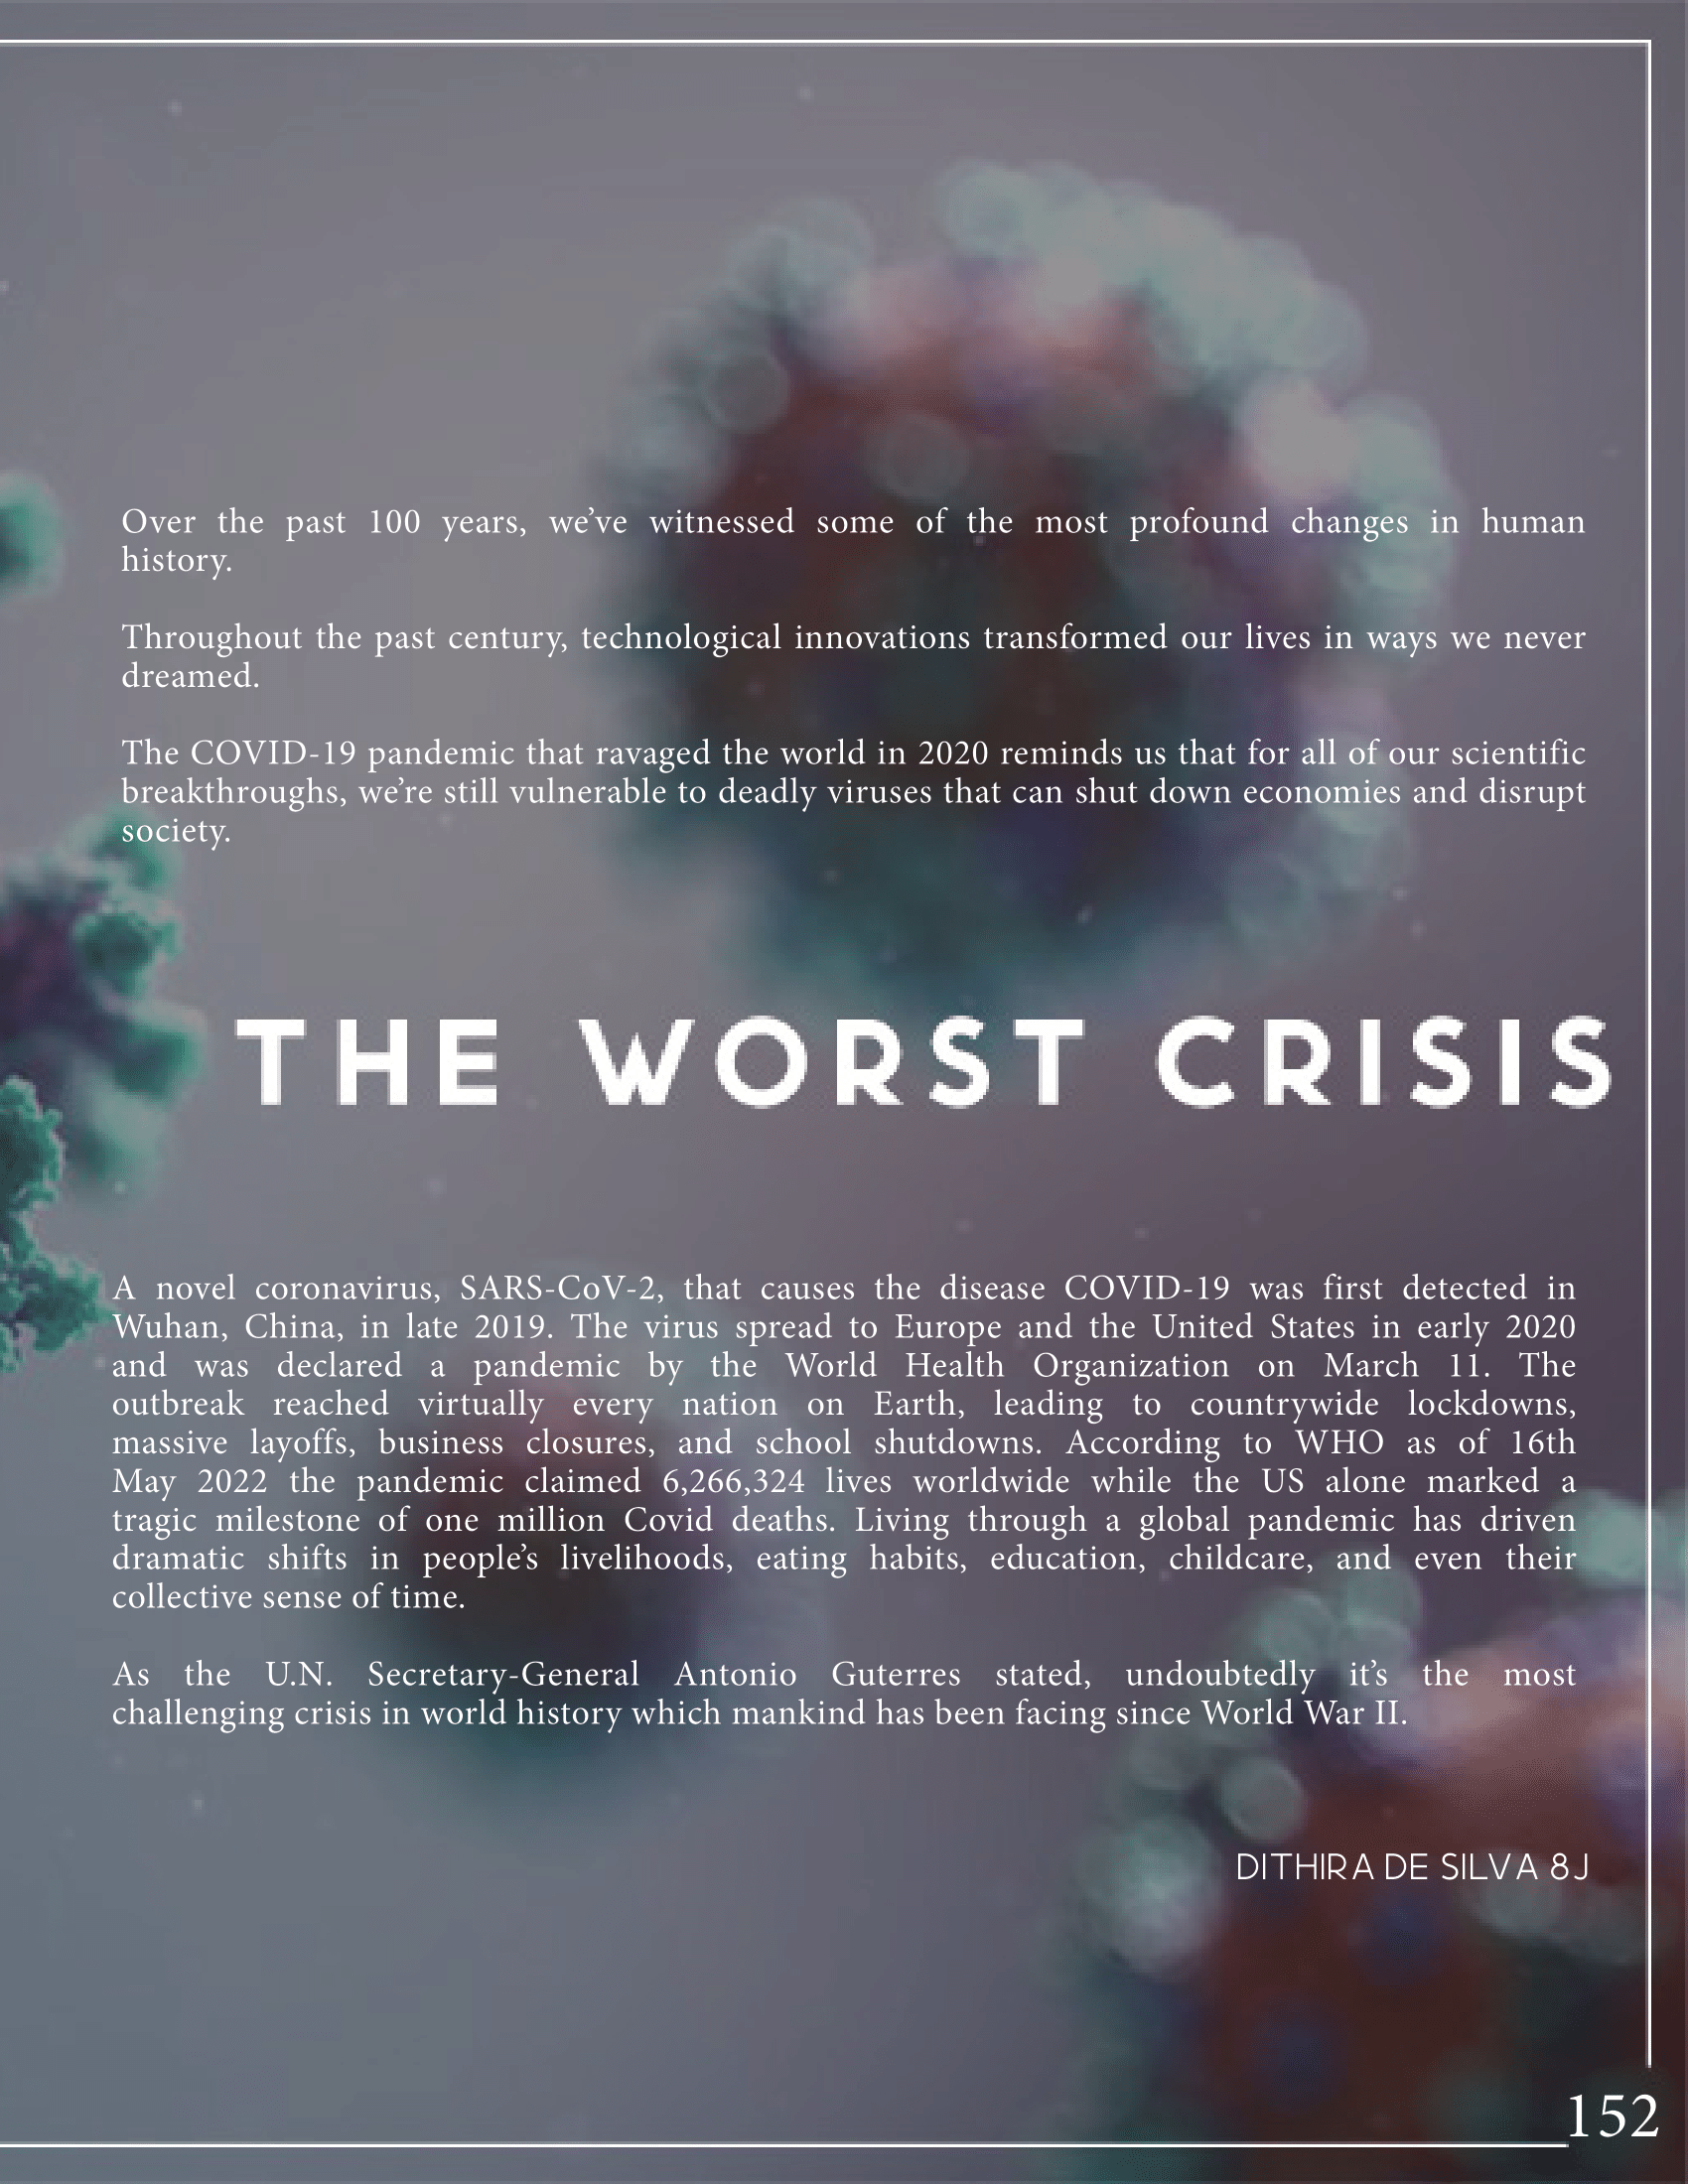 Over the past 100 years, we’ve witnessed some of the most profound changes in human
history.
Throughout the past century, technological innovations transformed our lives in ways we never
dreamed.
The COVID-19 pandemic that ravaged the world in 2020 reminds us that for all of our scientific
breakthroughs, we’re still vulnerable to deadly viruses that can shut down economies and disrupt
society.
THE WORST CRISIS
A novel coronavirus, SARS-CoV-2, that causes the disease COVID-19 was first detected in
Wuhan, China, in late 2019. The virus spread to Europe and the United States in early 2020
and was declared a pandemic by the World Health Organization on March 11. The
outbreak reached virtually every nation on Earth, leading to countrywide lockdowns,
massive layoffs, business closures, and school shutdowns. According to WHO as of 16th
May 2022 the pandemic claimed 6,266,324 lives worldwide while the US alone marked a
tragic milestone of one million Covid deaths. Living through a global pandemic has driven
dramatic shifts in people’s livelihoods, eating habits, education, childcare, and even their
collective sense of time.
As the U.N. Secretary-General Antonio Guterres stated, undoubtedly it’s the most
challenging crisis in world history which mankind has been facing since World War II.
DITHIRA DE SILVA 8J
152